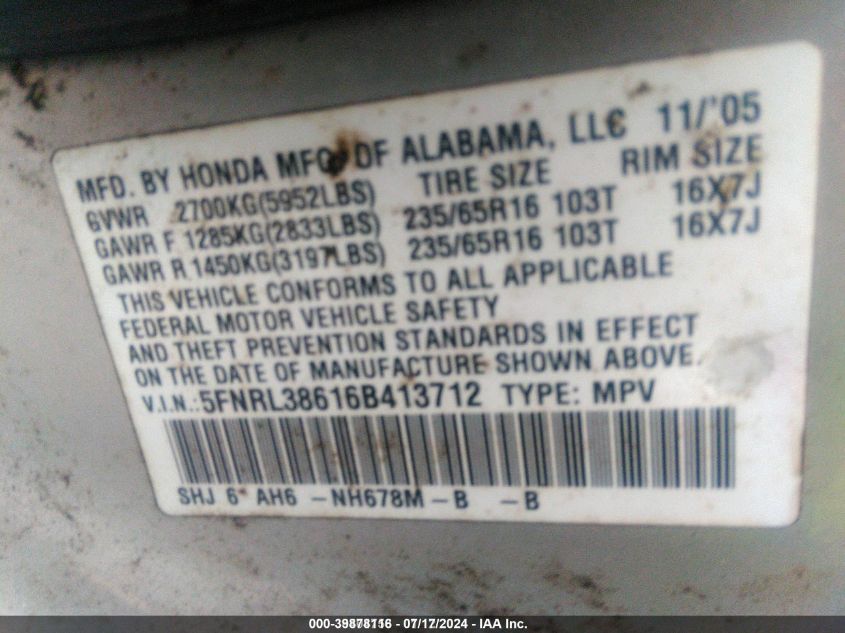 MFD. BY HONDA MFG. OF ALABAMA, LLC 11/'05
GVWR 2700KG(5952LBS) TIRE SIZE RIM SIZE
GAWR F 1285KG(2833LBS) 235/65R16 103T 16X7J
GAWR R 1450KG(3197LBS) 235/65R16 103T 16X7J
THIS VEHICLE CONFORMS TO ALL APPLICABLE
FEDERAL MOTOR VEHICLE SAFETY
AND THEFT PREVENTION STANDARDS IN EFFECT
ON THE DATE OF MANUFACTURE SHOWN ABOVE.
V.I.N.:5FNRL38616B413712 TYPE: MPV
SHJ 6* AH6 -NH678M-B -B
000-39878116 - 07/17/2024 - IAA Inc.